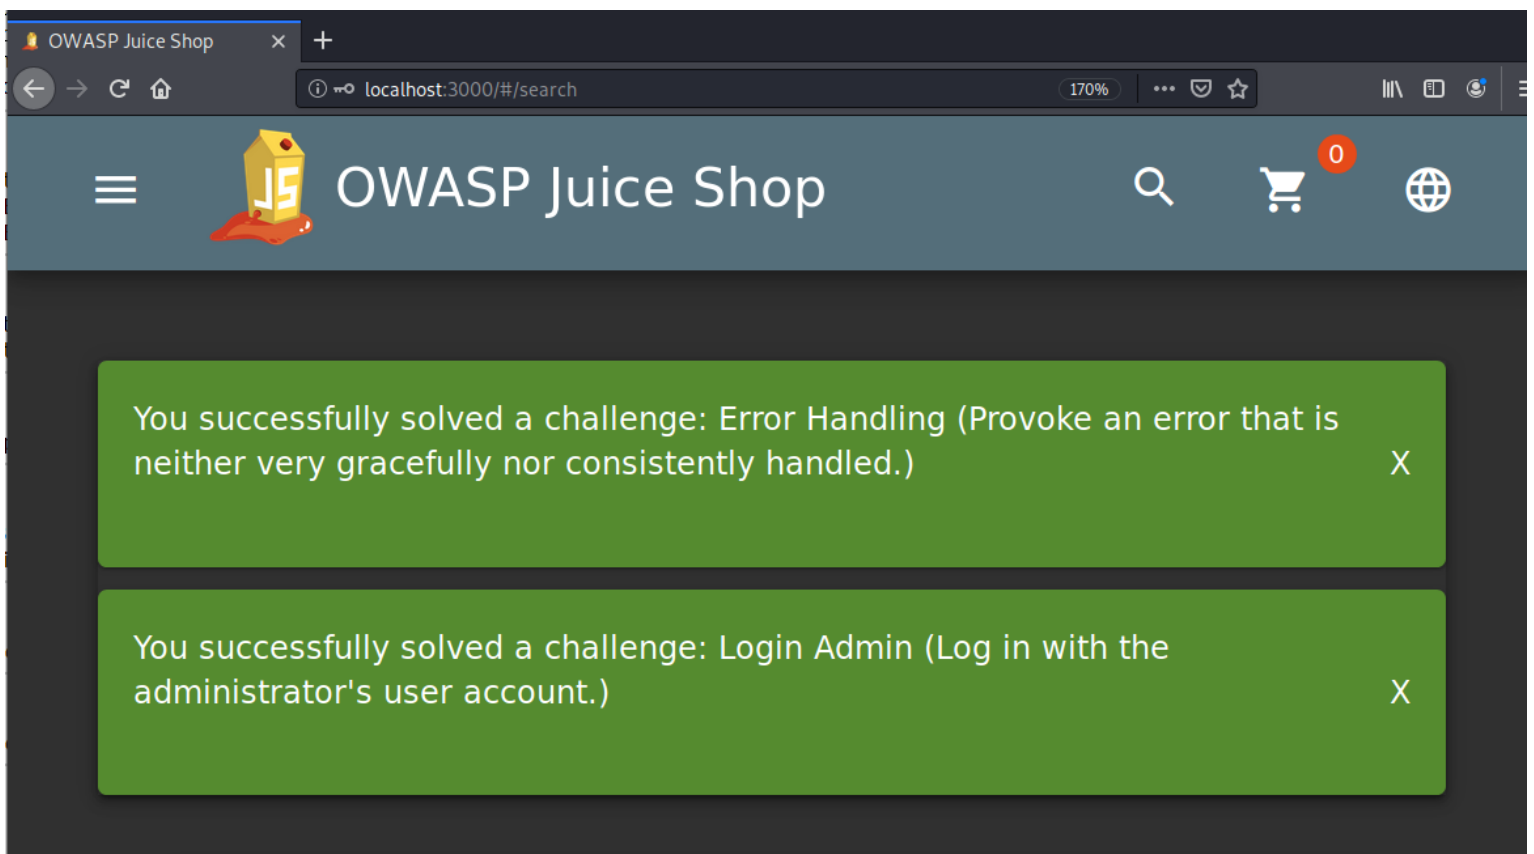 OWASP Juice Shop
localhost:3000/#/search
170%
JS
OWASP Juice Shop
0
You successfully solved a challenge: Error Handling (Provoke an error that is
neither very gracefully nor consistently handled.)
X
You successfully solved a challenge: Login Admin (Log in with the
administrator's user account.)
X